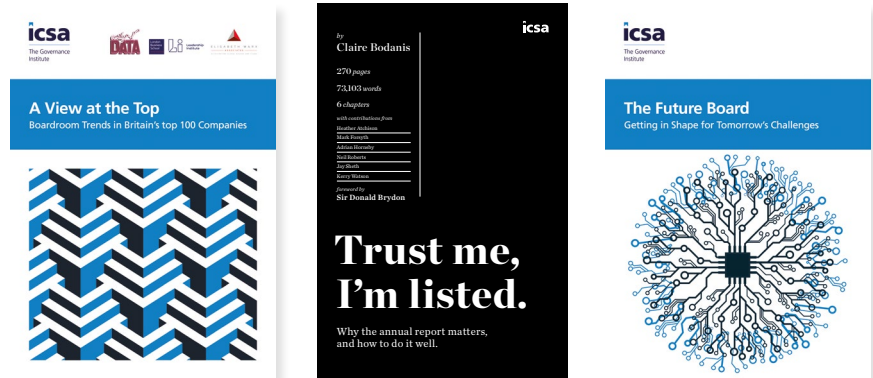 icsa
The Governance
Institute
DATA
London
Business
School
Leadership
Institute
A View at the Top
Boardroom Trends in Britain's top 100 Companies
icsa
by
Claire Bodanis
270 pages
73,103 words
6 chapters
with contributions from
Heather Atchison
Mark Forsyth
Adrian Hornsby
Neil Roberts
Jay Sheth
Kerry Watson
foreword by
Sir Donald Brydon
Trust me,
I'm listed.
Why the annual report matters,
and how to do it well.
icsa
The Governance
Institute
The Future Board
Getting in Shape for Tomorrow's Challenges